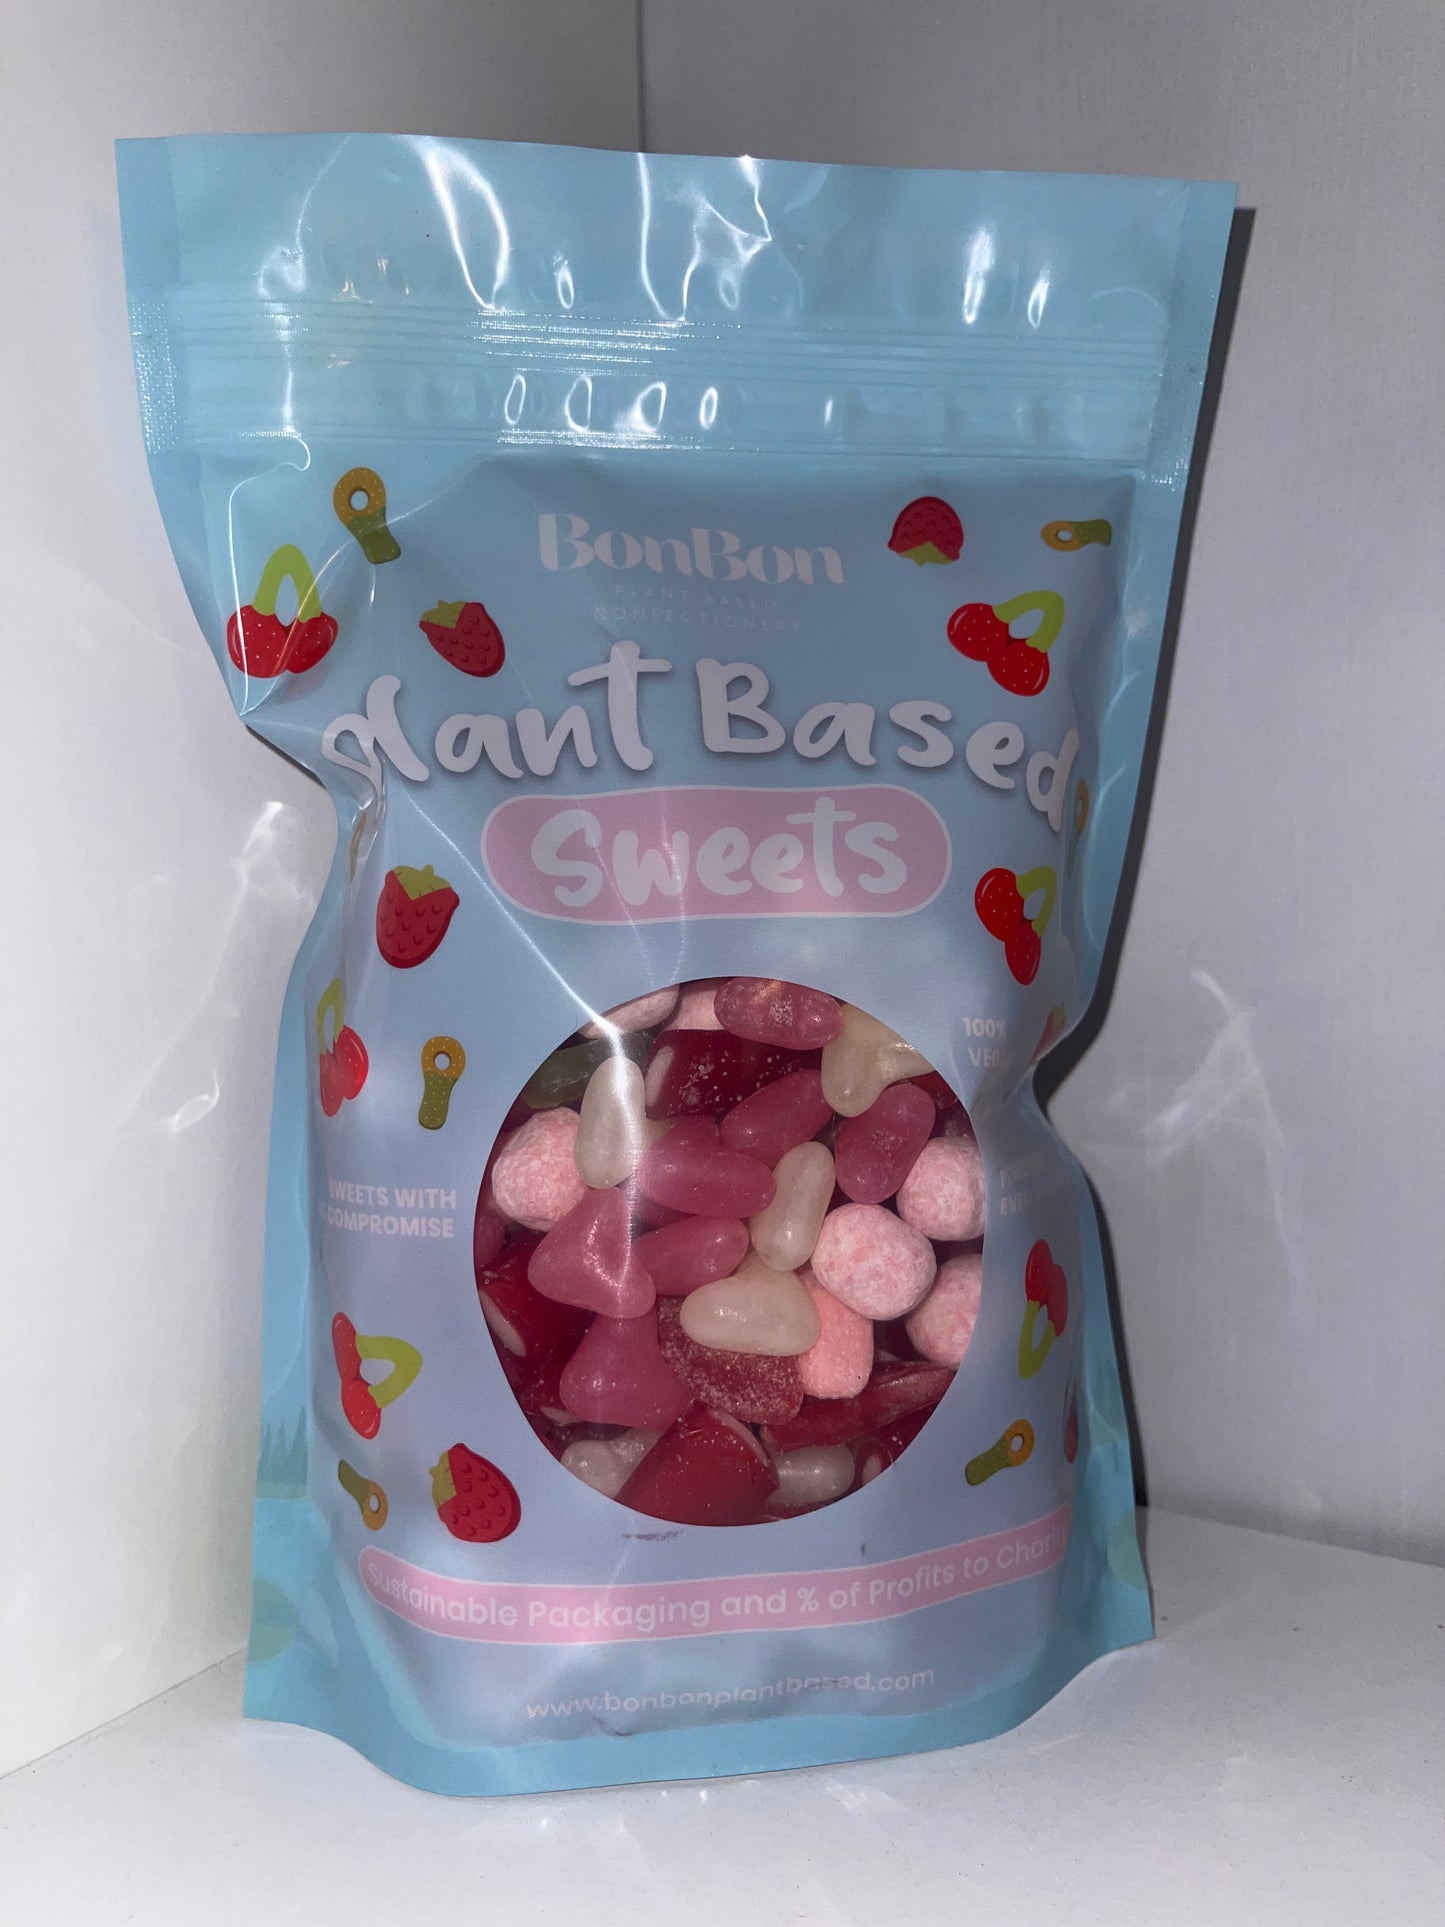 BonBon
PLANT BASED
CONFECTIONERY
Plant Based
Sweets
100%
SWEETS WITH
COMPROMISE
Sustainable Packaging and % of Profits to Charity
www.bonbonplantbased.com